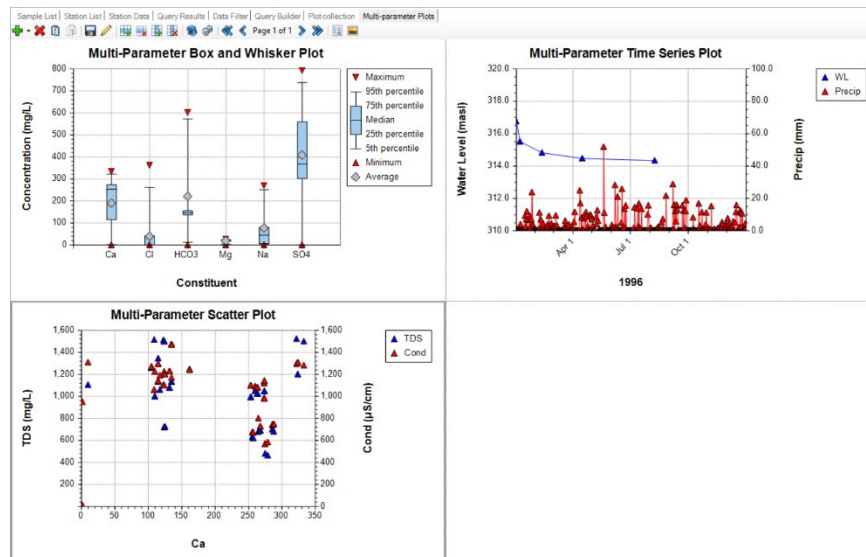 Sample List | Station List | Station Data | Query Results | Data Filter | Query Builder | Plot collection | Multi-parameter Plots
Page 1 of 1
Multi-Parameter Box and Whisker Plot
Concentration (mg/L)
800
700
600
500
400
300
200
100
0
Ca Cl HCO3 Mg Na SO4
Constituent
Maximum
95th percentile
75th percentile
Median
25th percentile
5th percentile
Minimum
Average
Multi-Parameter Time Series Plot
Water Level (masl)
320.0
318.0
316.0
314.0
312.0
310.0
Precip (mm)
100.0
80.0
60.0
40.0
20.0
0.0
Apr 1 Jul 1 Oct 1
1996
WL
Precip
Multi-Parameter Scatter Plot
TDS (mg/L)
1,600
1,400
1,200
1,000
800
600
400
200
Cond (µS/cm)
1,600
1,400
1,200
1,000
800
600
400
200
0
0 50 100 150 200 250 300 350
Ca
TDS
Cond